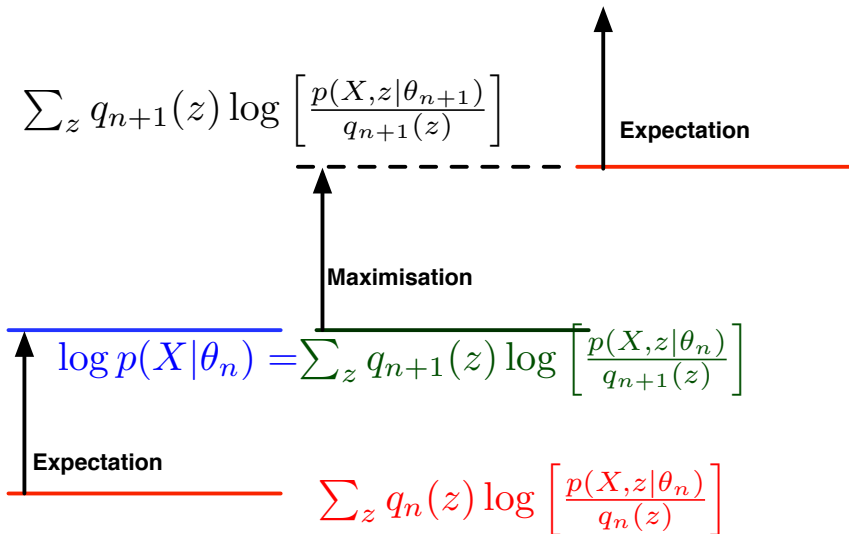 ∑_z q_{n+1}(z) log [ p(X,z|θ_{n+1}) / q_{n+1}(z) ]
Expectation
Maximisation
log p(X|θ_n) = ∑_z q_{n+1}(z) log [ p(X,z|θ_n) / q_{n+1}(z) ]
Expectation
∑_z q_n(z) log [ p(X,z|θ_n) / q_n(z) ]